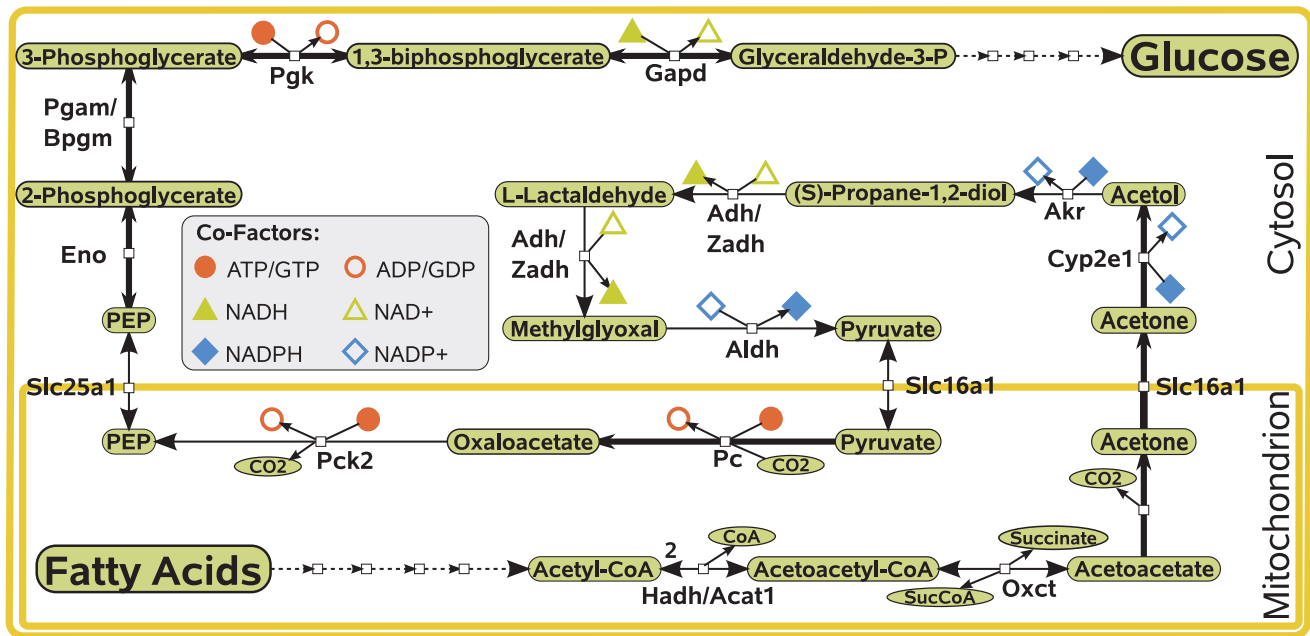 3-Phosphoglycerate
Pgk
1,3-biphosphoglycerate
Gapd
Glyceraldehyde-3-P
Glucose
Pgam/
Bpgm
2-Phosphoglycerate
Eno
PEP
Slc25a1
PEP
Co-Factors:
ATP/GTP
ADP/GDP
NADH
NAD+
NADPH
NADP+
L-Lactaldehyde
Adh/
Zadh
(S)-Propane-1,2-diol
Akr
Acetol
Adh/
Zadh
Cyp2e1
Methylglyoxal
Aldh
Pyruvate
Acetone
Slc16a1
Slc16a1
Cytosol
Mitochondrion
CO2
Pck2
Oxaloacetate
Pc
CO2
Pyruvate
Acetone
CO2
Fatty Acids
Acetyl-CoA
2
CoA
Hadh/Acat1
Acetoacetyl-CoA
Succinate
SucCoA
Oxct
Acetoacetate